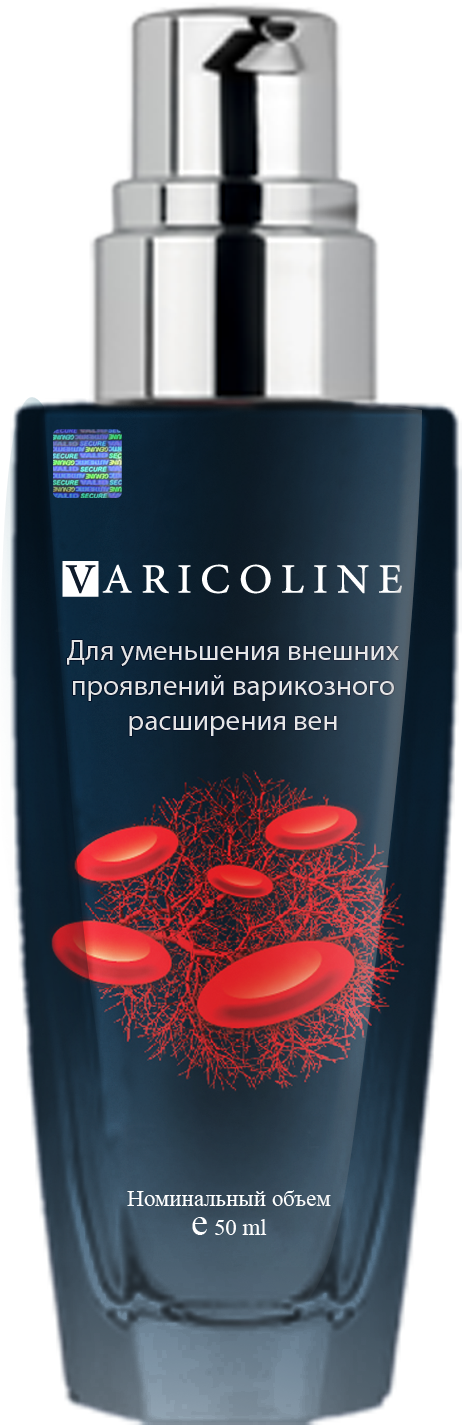 VARICOLINE
Для уменьшения внешних
проявлений варикозного
расширения вен
Номинальный объем
e 50 ml